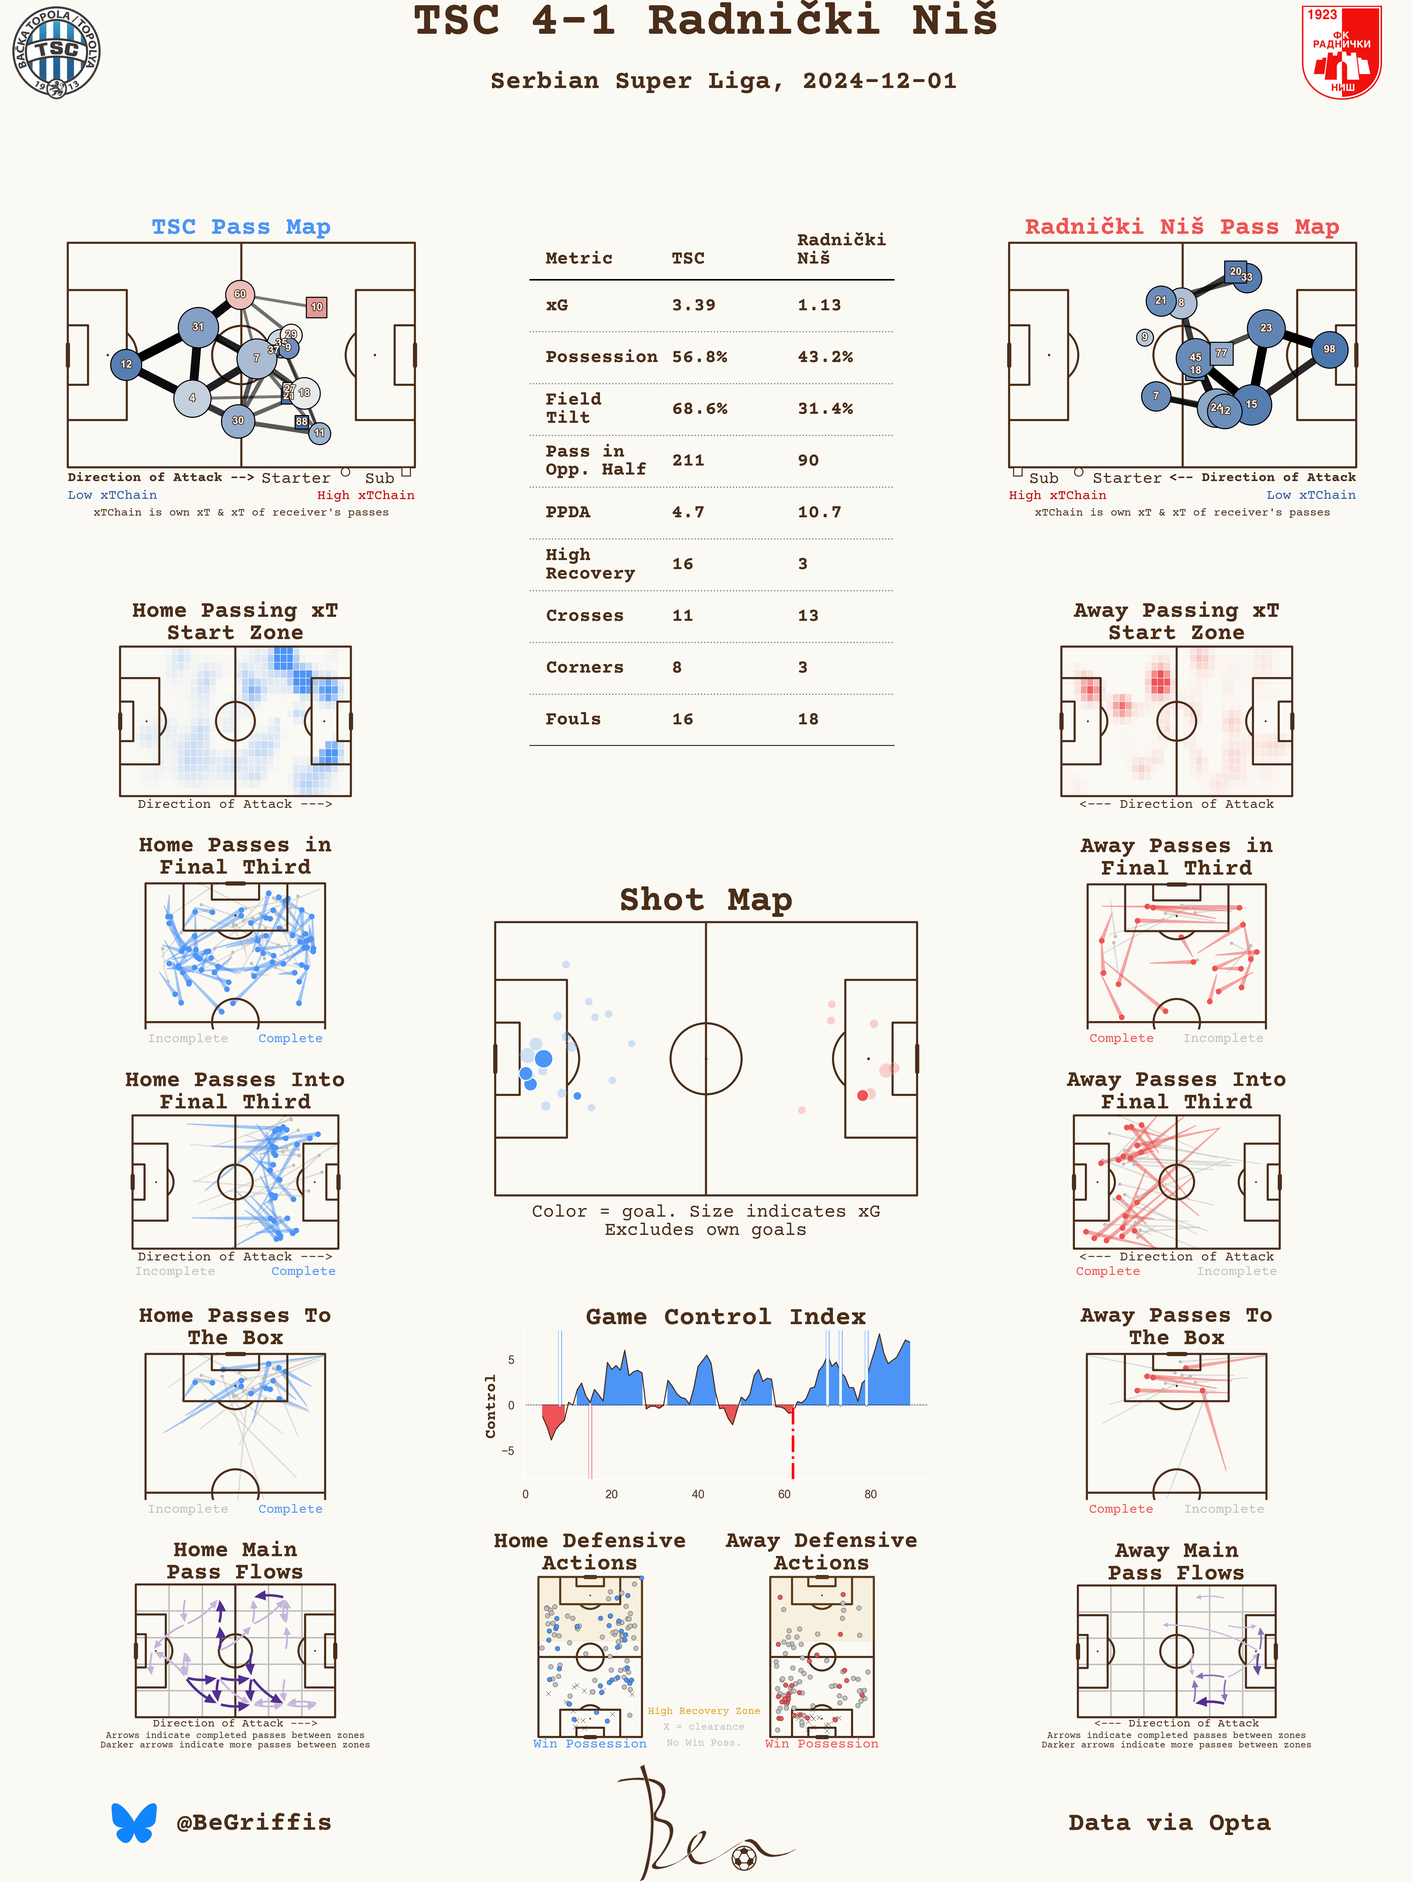 TSC 4-1 Radnički Niš
Serbian Super Liga, 2024-12-01
BAČKA TOPOLA/TOPOLYA
TSC
19 13
1923
ФК
РАДНИЧКИ
НИШ
TSC Pass Map
60
10
31
29
35
37
9
7
12
27
21
18
4
30
88
11
Direction of Attack --> Starter Sub
Low xTChain High xTChain
xTChain is own xT & xT of receiver's passes
Metric TSC Radnički Niš
xG 3.39 1.13
Possession 56.8% 43.2%
Field Tilt 68.6% 31.4%
Pass in Opp. Half 211 90
PPDA 4.7 10.7
High Recovery 16 3
Crosses 11 13
Corners 8 3
Fouls 16 18
Radnički Niš Pass Map
20
33
21
8
9
23
45
77
98
18
7
24
12
15
Sub Starter <-- Direction of Attack
High xTChain Low xTChain
xTChain is own xT & xT of receiver's passes
Home Passing xT
Start Zone
Direction of Attack --->
Away Passing xT
Start Zone
<--- Direction of Attack
Home Passes in
Final Third
Incomplete Complete
Away Passes in
Final Third
Complete Incomplete
Shot Map
Color = goal. Size indicates xG
Excludes own goals
Home Passes Into
Final Third
Direction of Attack --->
Incomplete Complete
Away Passes Into
Final Third
<--- Direction of Attack
Complete Incomplete
Home Passes To
The Box
Incomplete Complete
Game Control Index
Control
5
0
−5
0 20 40 60 80
Away Passes To
The Box
Complete Incomplete
Home Main
Pass Flows
Direction of Attack --->
Arrows indicate completed passes between zones
Darker arrows indicate more passes between zones
Home Defensive
Actions
Win Possession
Away Defensive
Actions
Win Possession
High Recovery Zone
X = clearance
No Win Poss.
Away Main
Pass Flows
<--- Direction of Attack
Arrows indicate completed passes between zones
Darker arrows indicate more passes between zones
@BeGriffis
Ben
Data via Opta